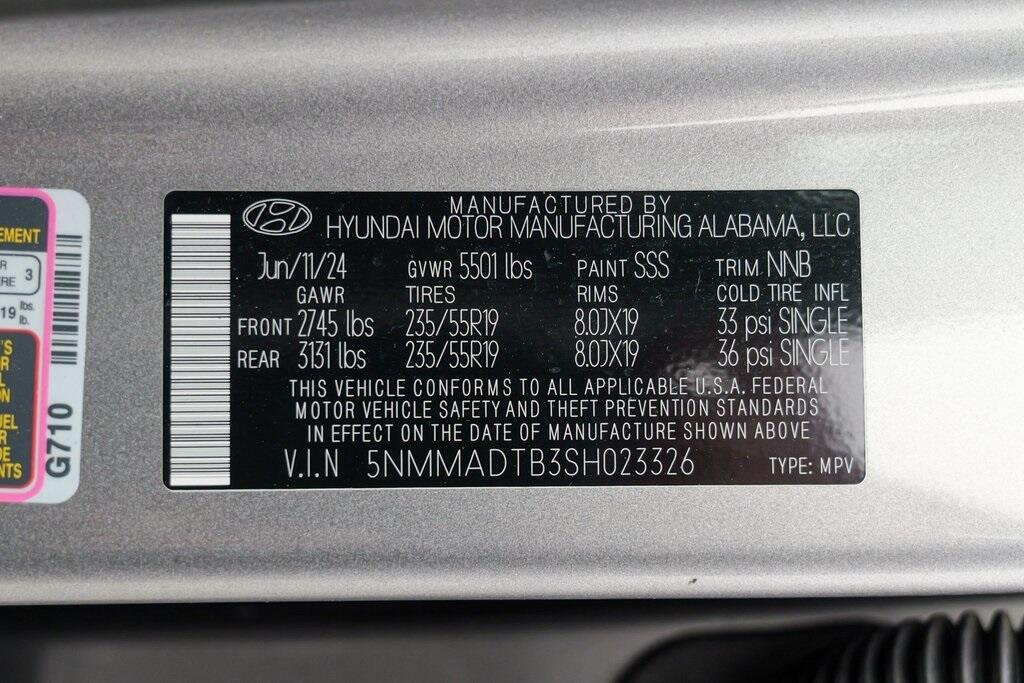 MANUFACTURED BY
HYUNDAI MOTOR MANUFACTURING ALABAMA, LLC
Jun/11/24 GVWR 5501 lbs PAINT SSS TRIM NNB
GAWR TIRES RIMS COLD TIRE INFL
FRONT 2745 lbs 235/55R19 8.0JX19 33 psi SINGLE
REAR 3131 lbs 235/55R19 8.0JX19 36 psi SINGLE
THIS VEHICLE CONFORMS TO ALL APPLICABLE U.S.A. FEDERAL
MOTOR VEHICLE SAFETY AND THEFT PREVENTION STANDARDS
IN EFFECT ON THE DATE OF MANUFACTURE SHOWN ABOVE
V.I.N 5NMMADTB3SH023326 TYPE: MPV
3
19 lbs.
G710